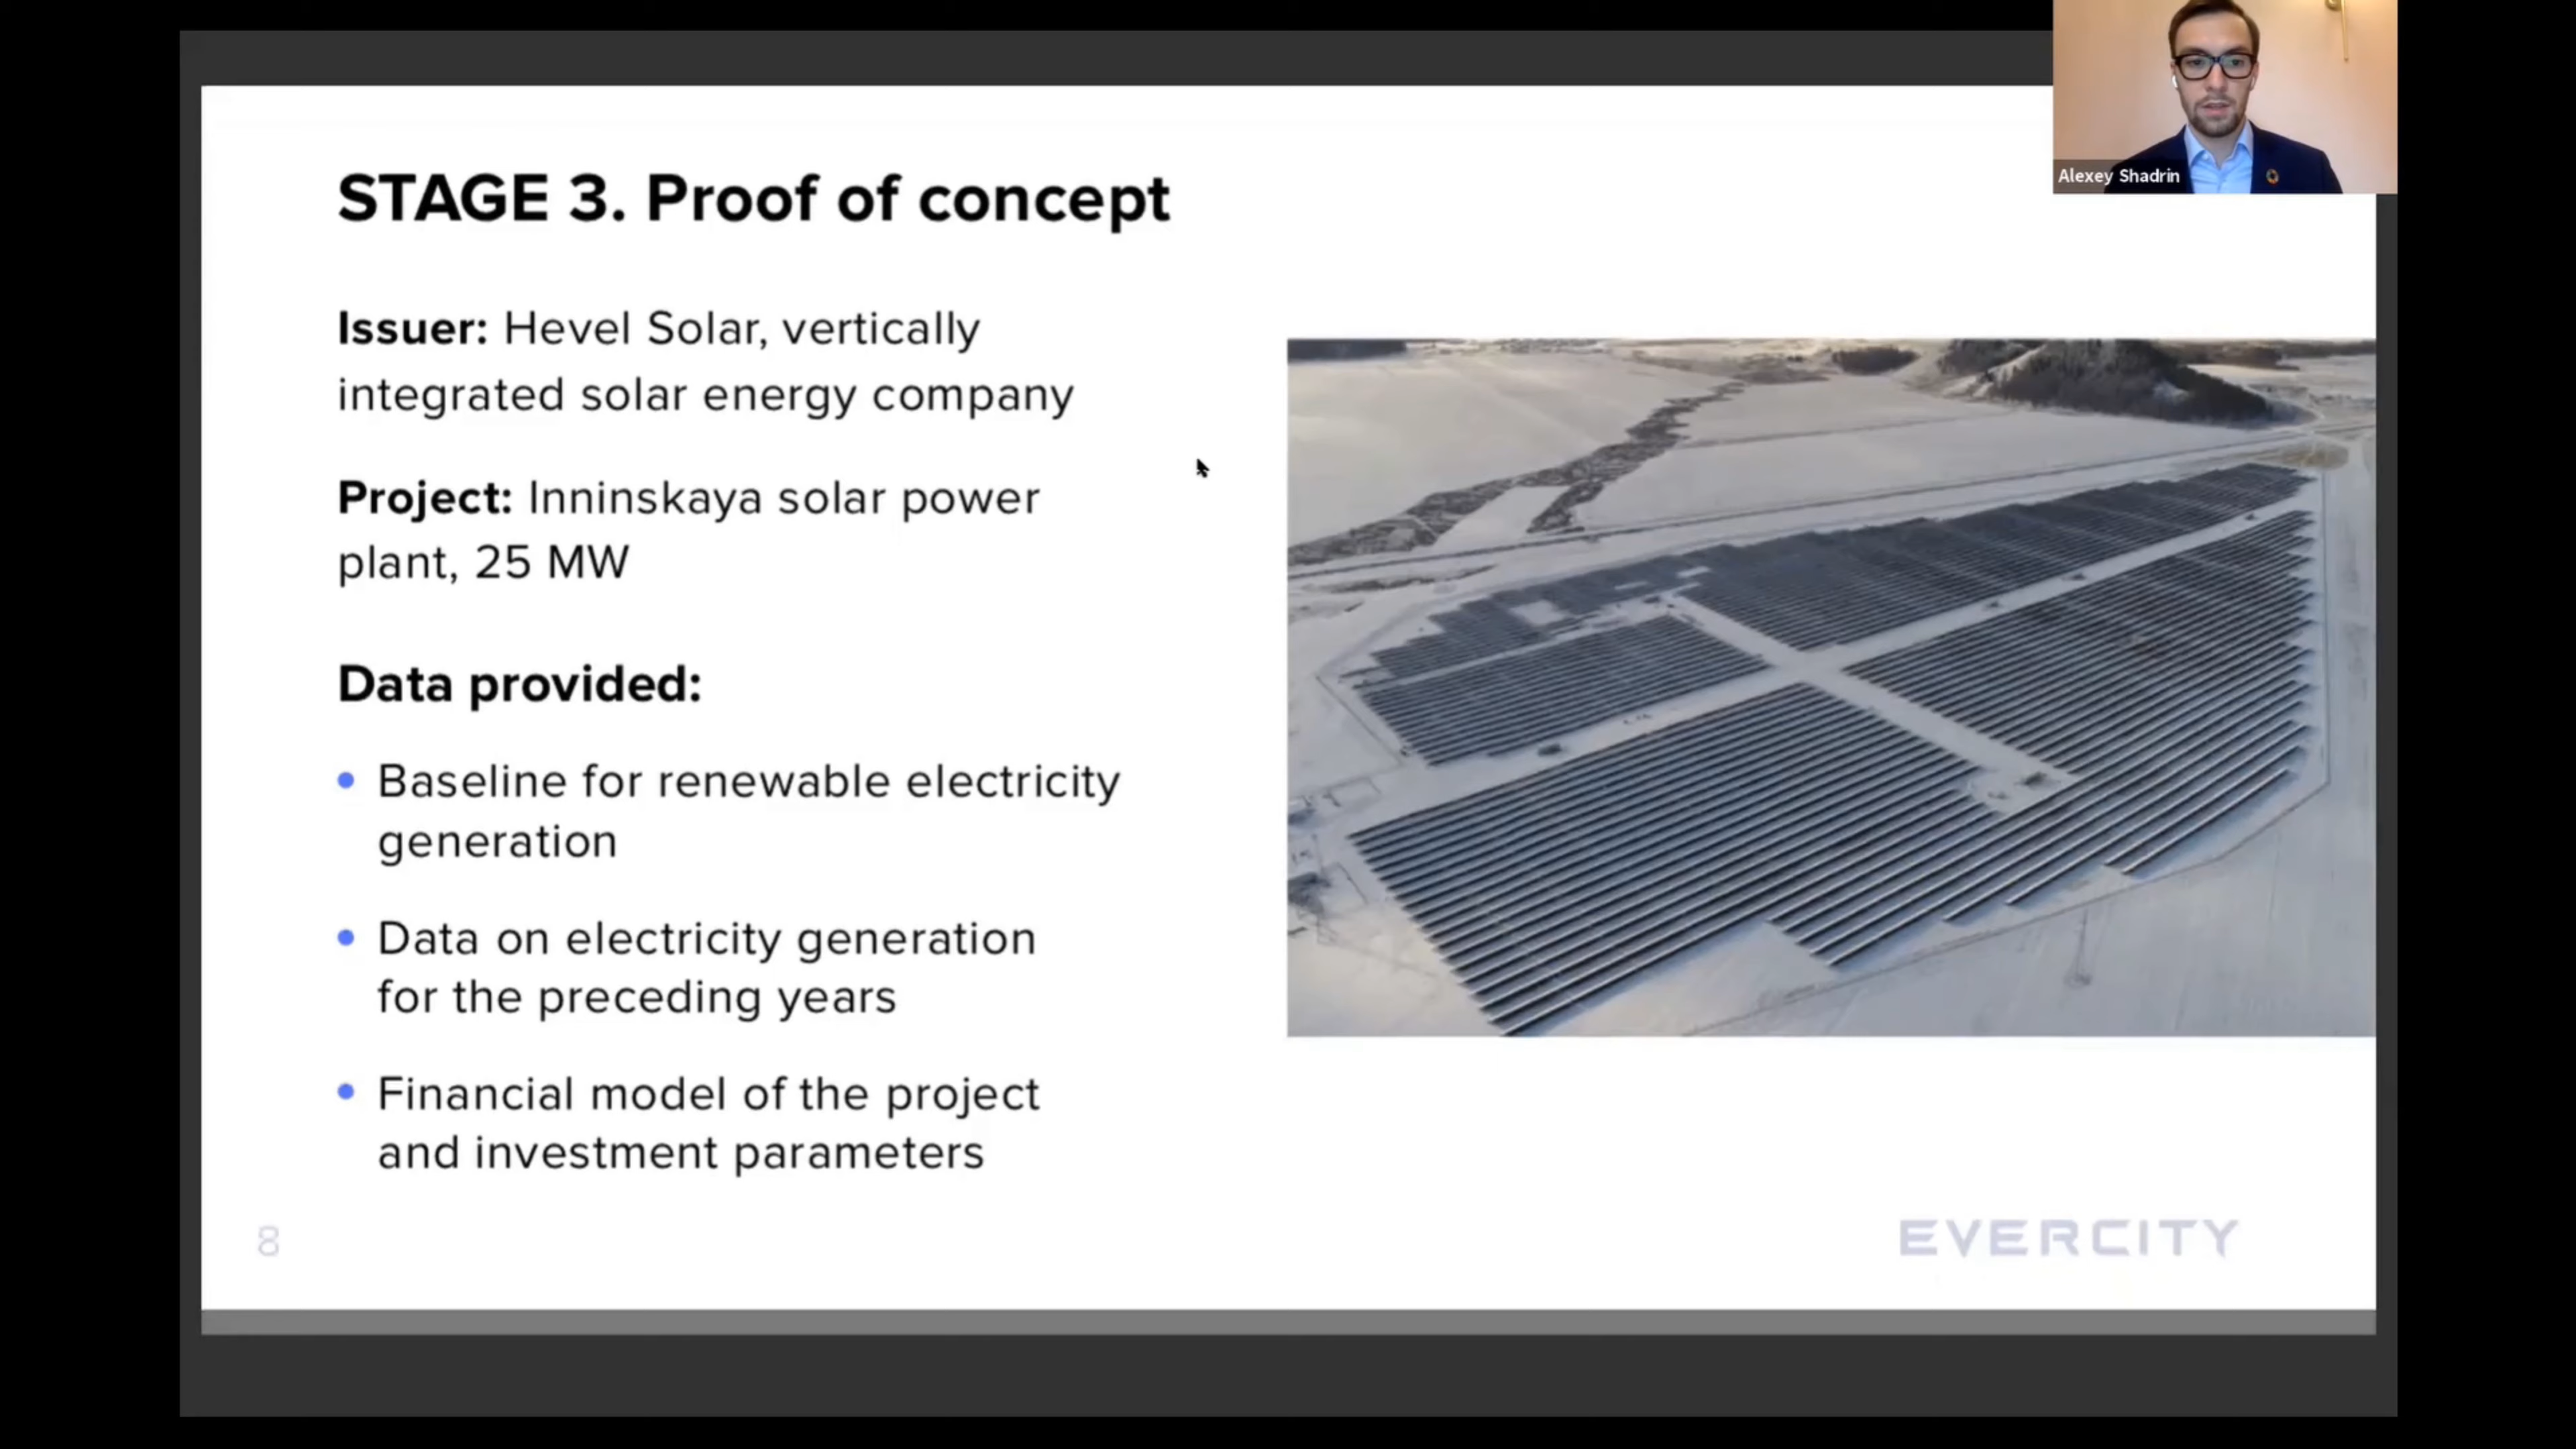 Alexey Shadrin
STAGE 3. Proof of concept
Issuer: Hevel Solar, vertically
integrated solar energy company
Project: Inninskaya solar power
plant, 25 MW
Data provided:
• Baseline for renewable electricity
generation
• Data on electricity generation
for the preceding years
• Financial model of the project
and investment parameters
8
EVERCITY